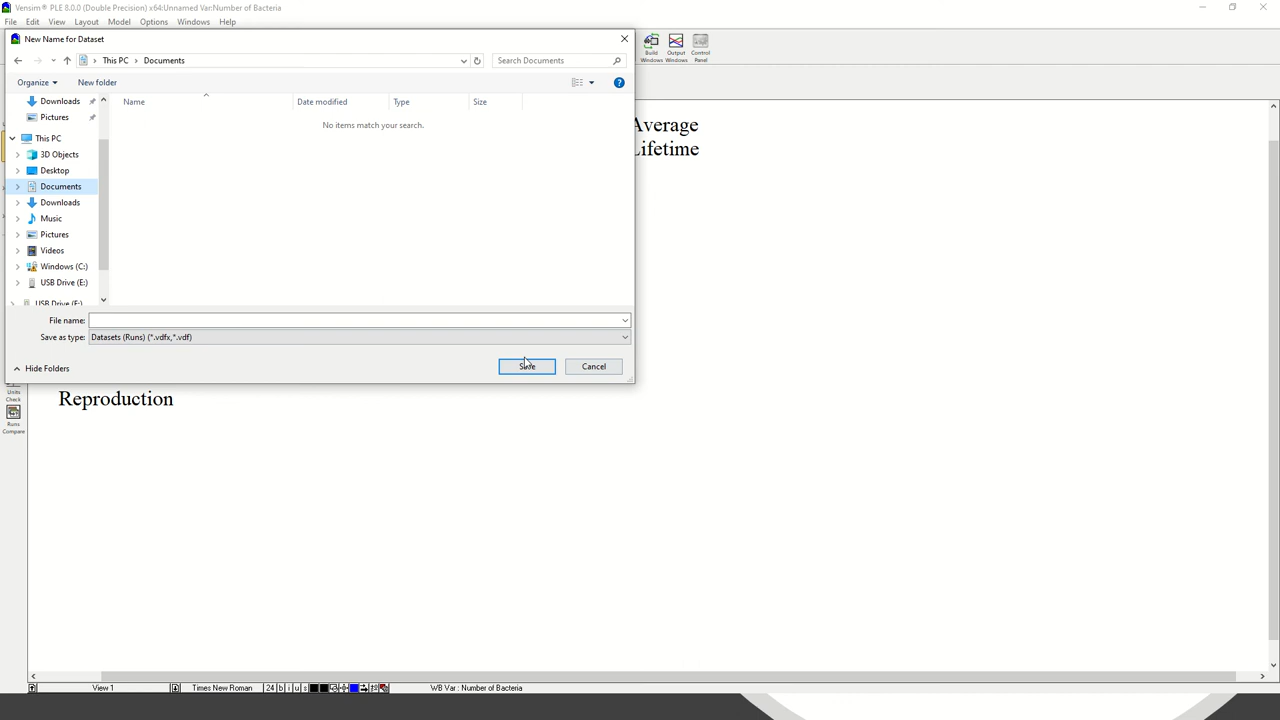 Vensim® PLE 8.0.0 (Double Precision) x64:Unnamed Var:Number of Bacteria
File Edit View Layout Model Options Windows Help
New Name for Dataset
This PC Documents Search Documents
Build Windows Output Windows Control Panel
Organize New folder
Name Date modified Type Size
No items match your search.
Downloads
Pictures
This PC
3D Objects
Desktop
Documents
Downloads
Music
Pictures
Videos
Windows (C:)
USB Drive (E:)
Average
Lifetime
File name:
Save as type: Datasets (Runs) (*.vdfx,*.vdf)
Hide Folders Save Cancel
Units Check
Runs Compare
Reproduction
View 1 Times New Roman 24 b i u s WB Var : Number of Bacteria